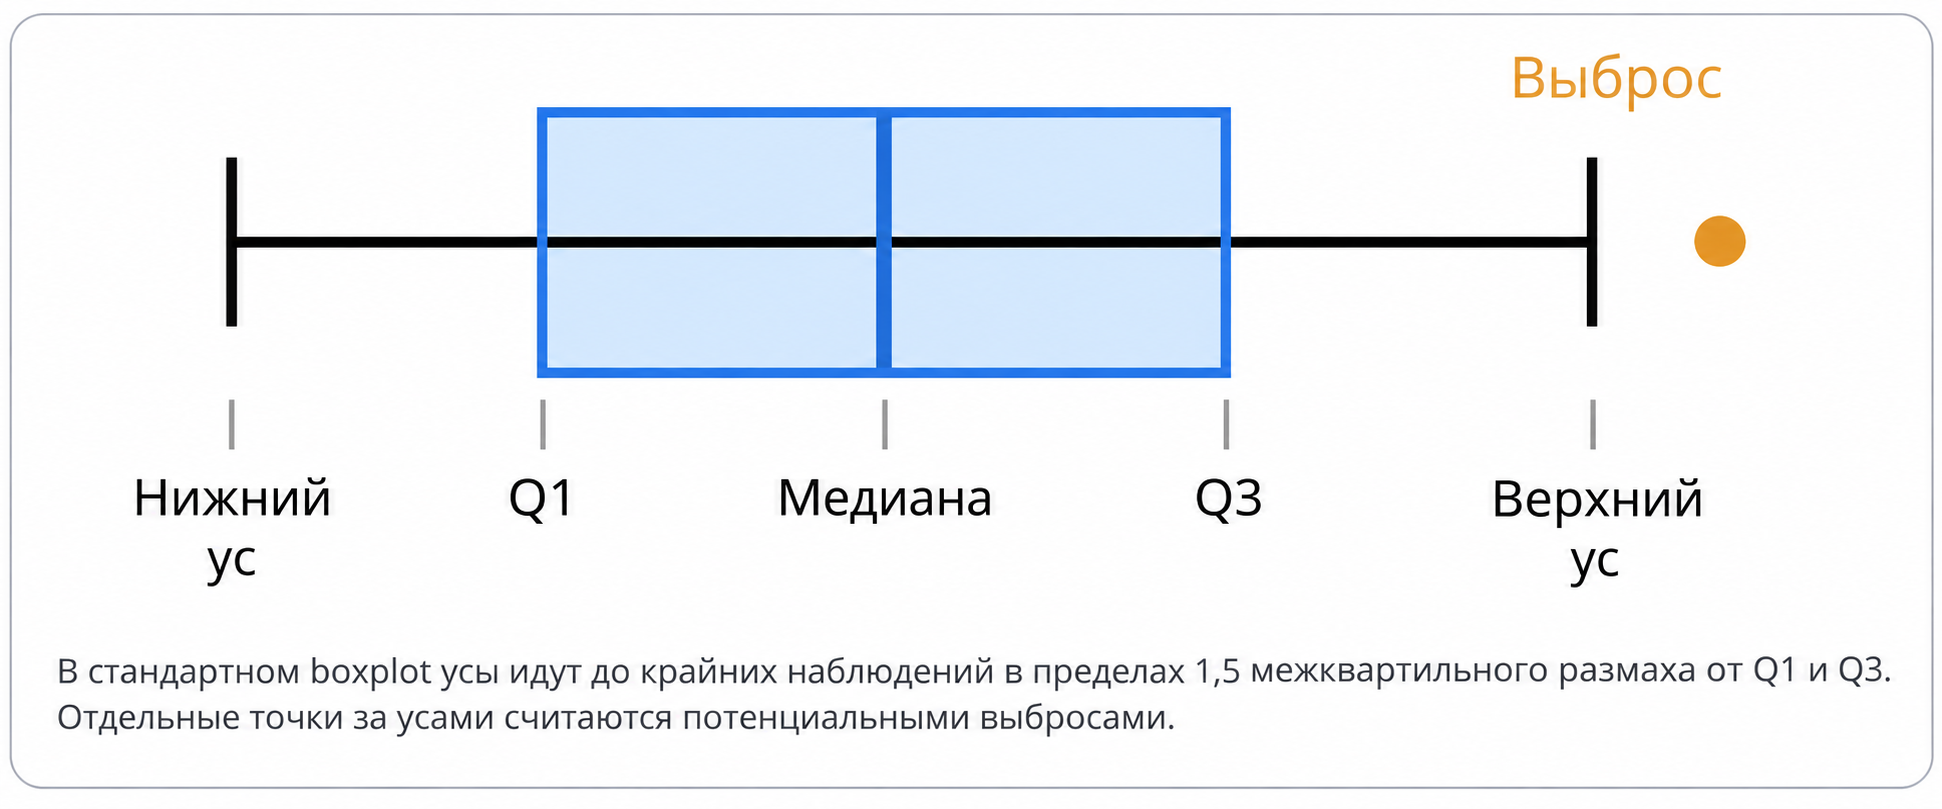 Выброс
Нижний ус
Q1
Медиана
Q3
Верхний ус
В стандартном boxplot усы идут до крайних наблюдений в пределах 1,5 межквартильного размаха от Q1 и Q3.
Отдельные точки за усами считаются потенциальными выбросами.